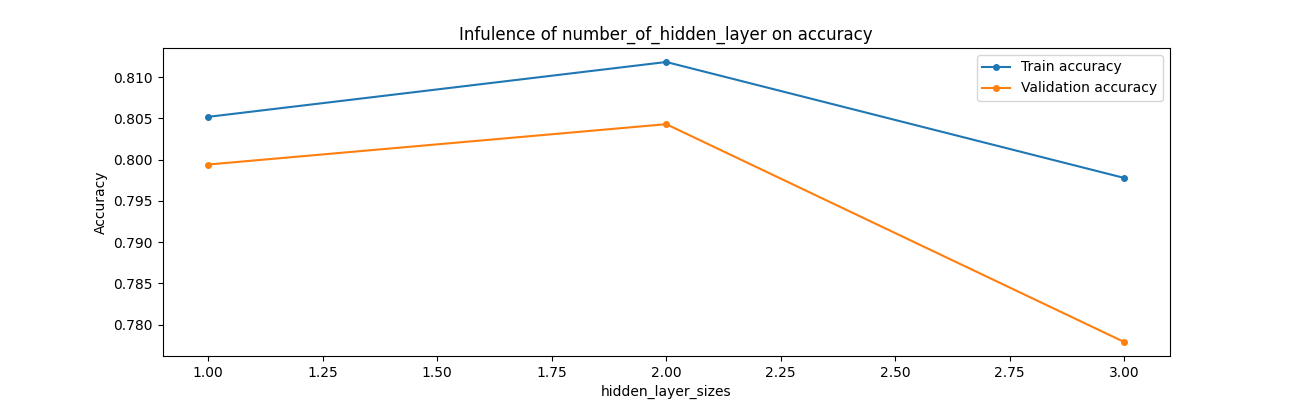 Infulence of number_of_hidden_layer on accuracy
Train accuracy
Validation accuracy
0.810
0.805
0.800
0.795
0.790
0.785
0.780
Accuracy
1.00 1.25 1.50 1.75 2.00 2.25 2.50 2.75 3.00
hidden_layer_sizes